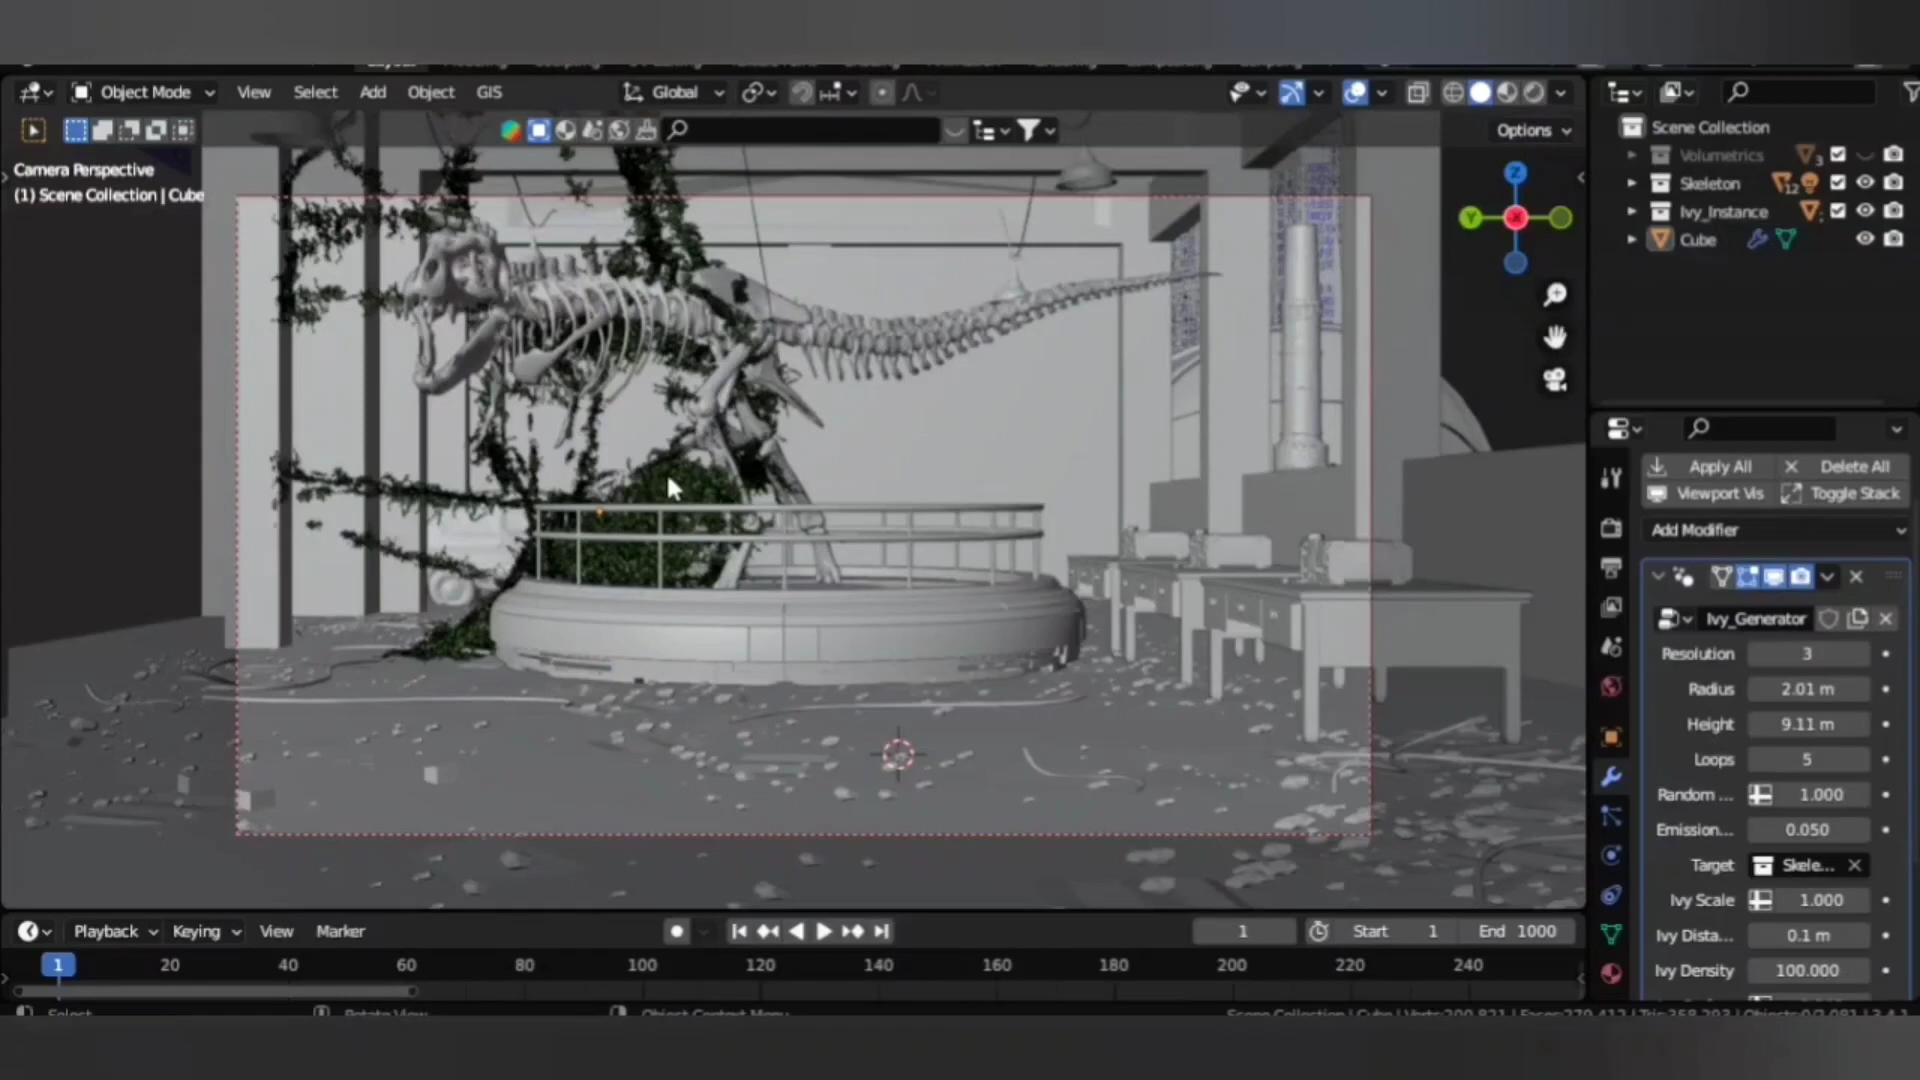 Object Mode View Select Add Object GIS Global
Options
Camera Perspective
(1) Scene Collection | Cube
Z
Y
X
Scene Collection
Volumetrics 3
Skeleton 12
Ivy_Instance
Cube
Apply All Delete All
Viewport Vis Toggle Stack
Add Modifier
Ivy_Generator
Resolution 3
Radius 2.01 m
Height 9.11 m
Loops 5
Random ... 1.000
Emission... 0.050
Target Skele...
Ivy Scale 1.000
Ivy Dista... 0.1 m
Ivy Density 100.000
Playback Keying View Marker 1 Start 1 End 1000
1 20 40 60 80 100 120 140 160 180 200 220 240